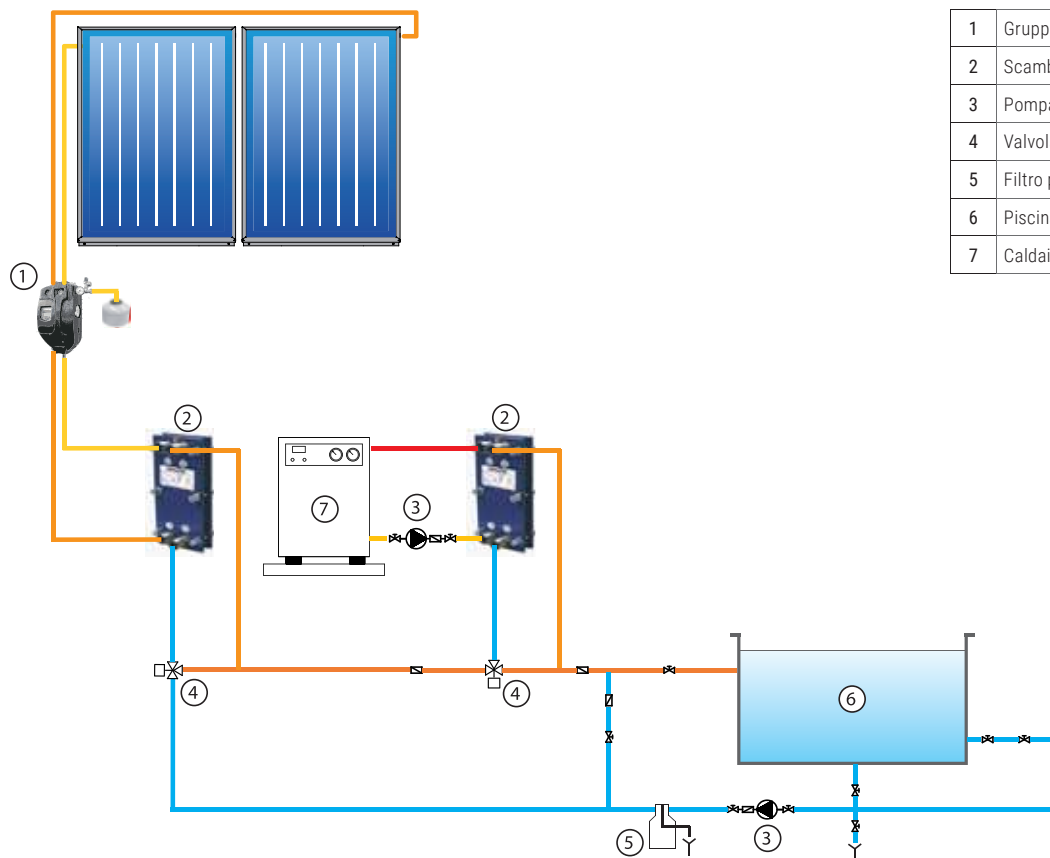 1 Grupp
2 Scamb
3 Pompa
4 Valvol
5 Filtro p
6 Piscin
7 Caldai
1
2
2
7
3
4
4
6
5
3